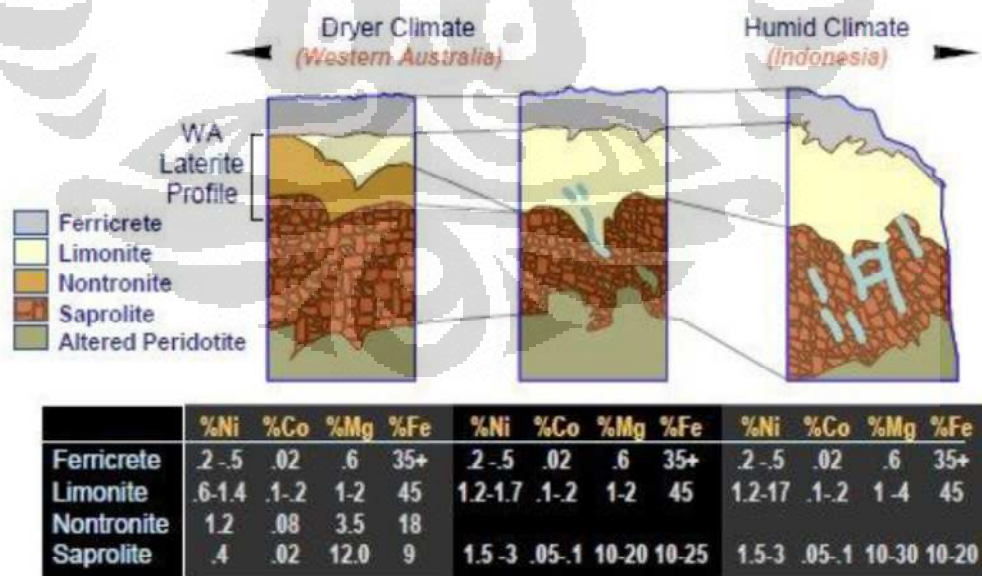 Dryer Climate
(Western Australia)
Humid Climate
(Indonesia)
WA
Laterite
Profile
Ferricrete
Limonite
Nontronite
Saprolite
Altered Peridotite
%Ni %Co %Mg %Fe %Ni %Co %Mg %Fe %Ni %Co %Mg %Fe
Ferricrete .2-.5 .02 .6 35+ .2-.5 .02 .6 35+ .2-.5 .02 .6 35+
Limonite .6-1.4 .1-.2 1-2 45 1.2-1.7 .1-.2 1-2 45 1.2-17 .1-.2 1-4 45
Nontronite 1.2 .08 3.5 18
Saprolite .4 .02 12.0 9 1.5-3 .05-.1 10-20 10-25 1.5-3 .05-.1 10-30 10-20